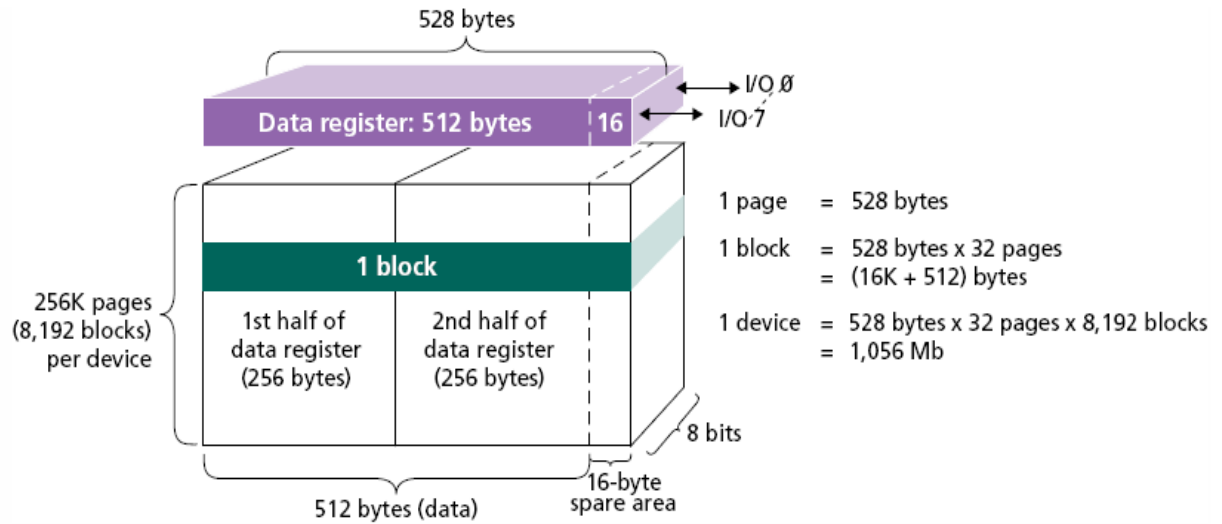 528 bytes
I/O Ø
I/O 7
Data register: 512 bytes
16
1 page = 528 bytes
1 block
1 block = 528 bytes x 32 pages
= (16K + 512) bytes
256K pages
(8,192 blocks)
per device
1st half of
data register
(256 bytes)
2nd half of
data register
(256 bytes)
1 device = 528 bytes x 32 pages x 8,192 blocks
= 1,056 Mb
8 bits
512 bytes (data)
16-byte
spare area